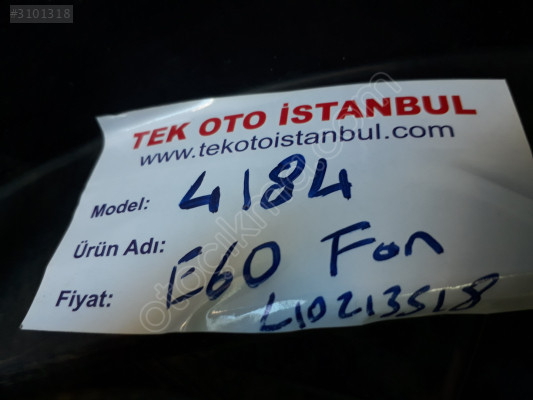 #3101318
TEK OTO İSTANBUL
www.tekotoistanbul.com
Model: 4184
Ürün Adı:
E60 Fan
Fiyat:
L10213518